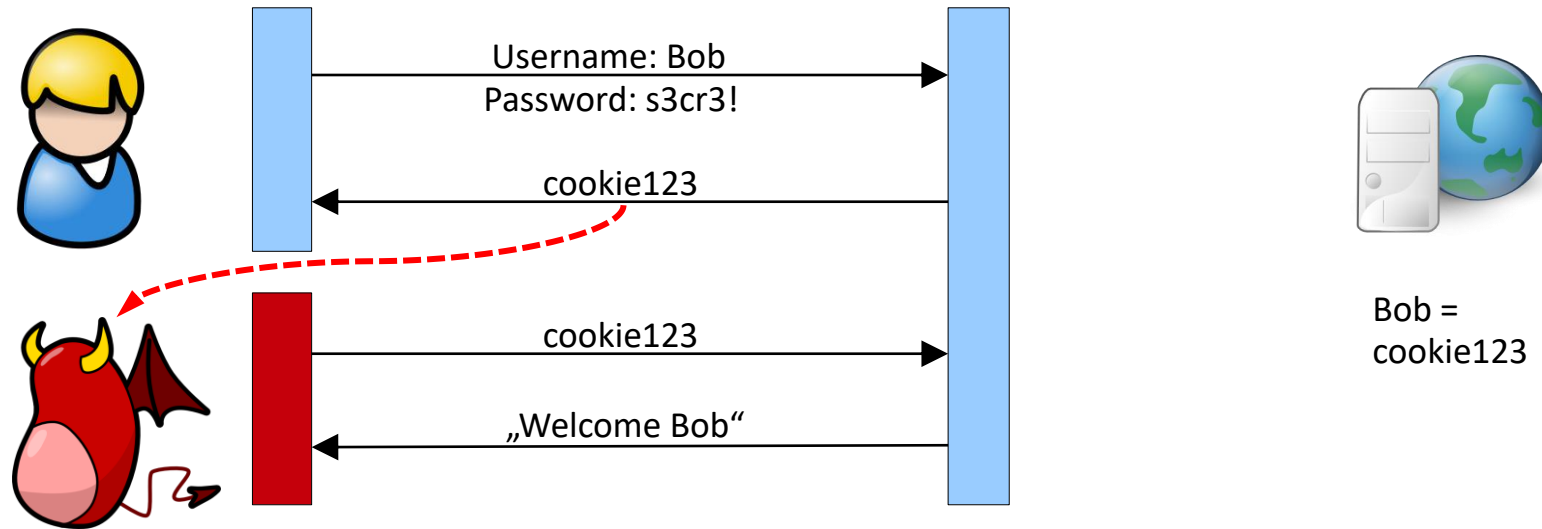 Username: Bob
Password: s3cr3!
cookie123
cookie123
„Welcome Bob“
Bob =
cookie123